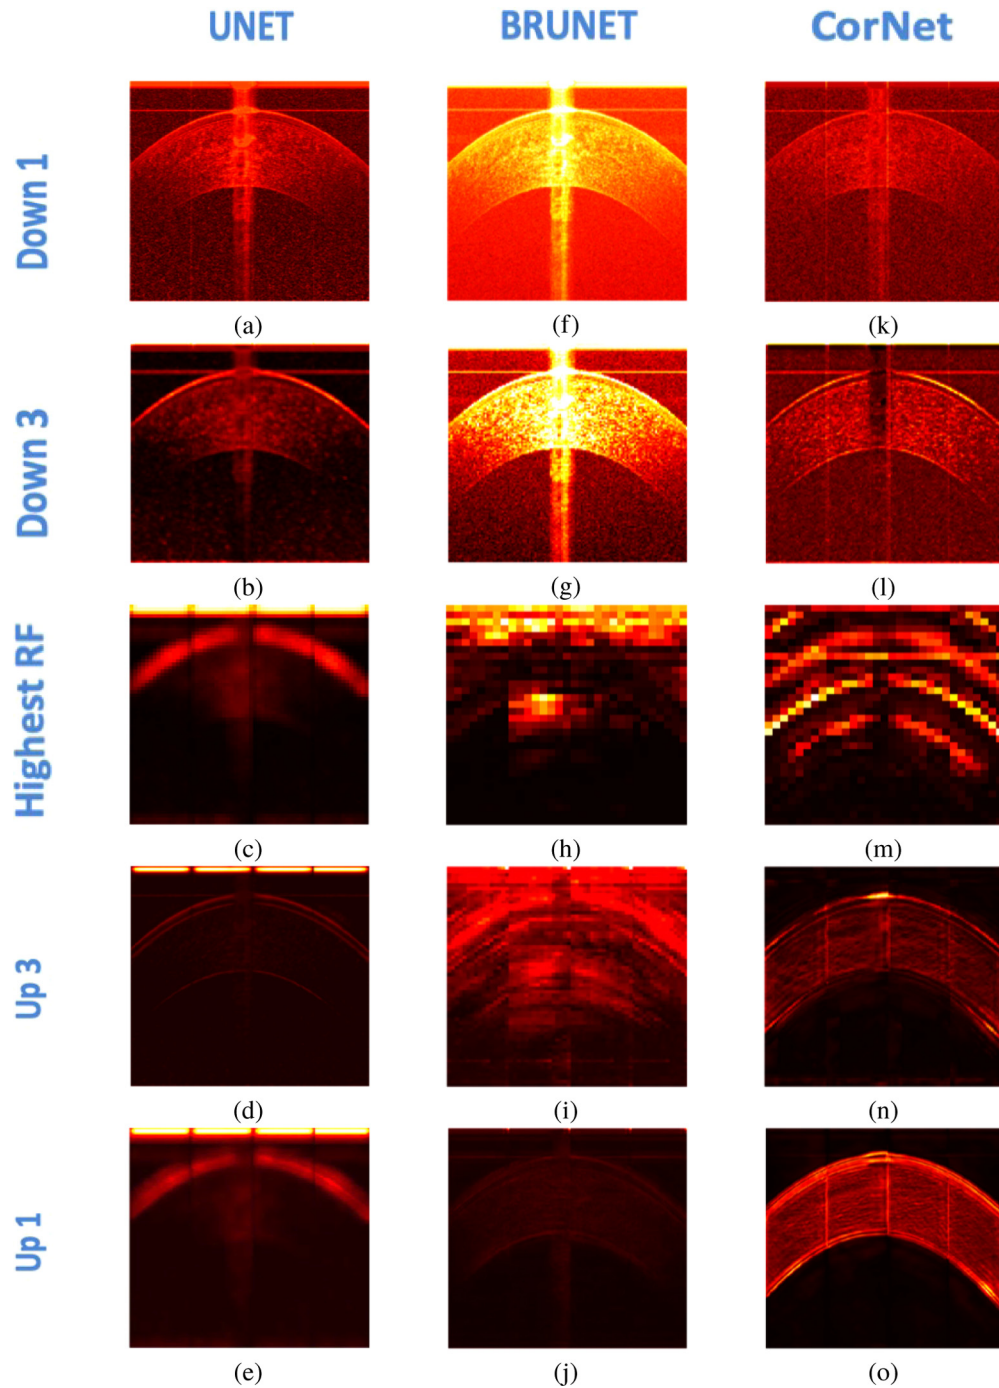 UNET BRUNET CorNet
Down 1
(a) (f) (k)
Down 3
(b) (g) (l)
Highest RF
(c) (h) (m)
Up 3
(d) (i) (n)
Up 1
(e) (j) (o)